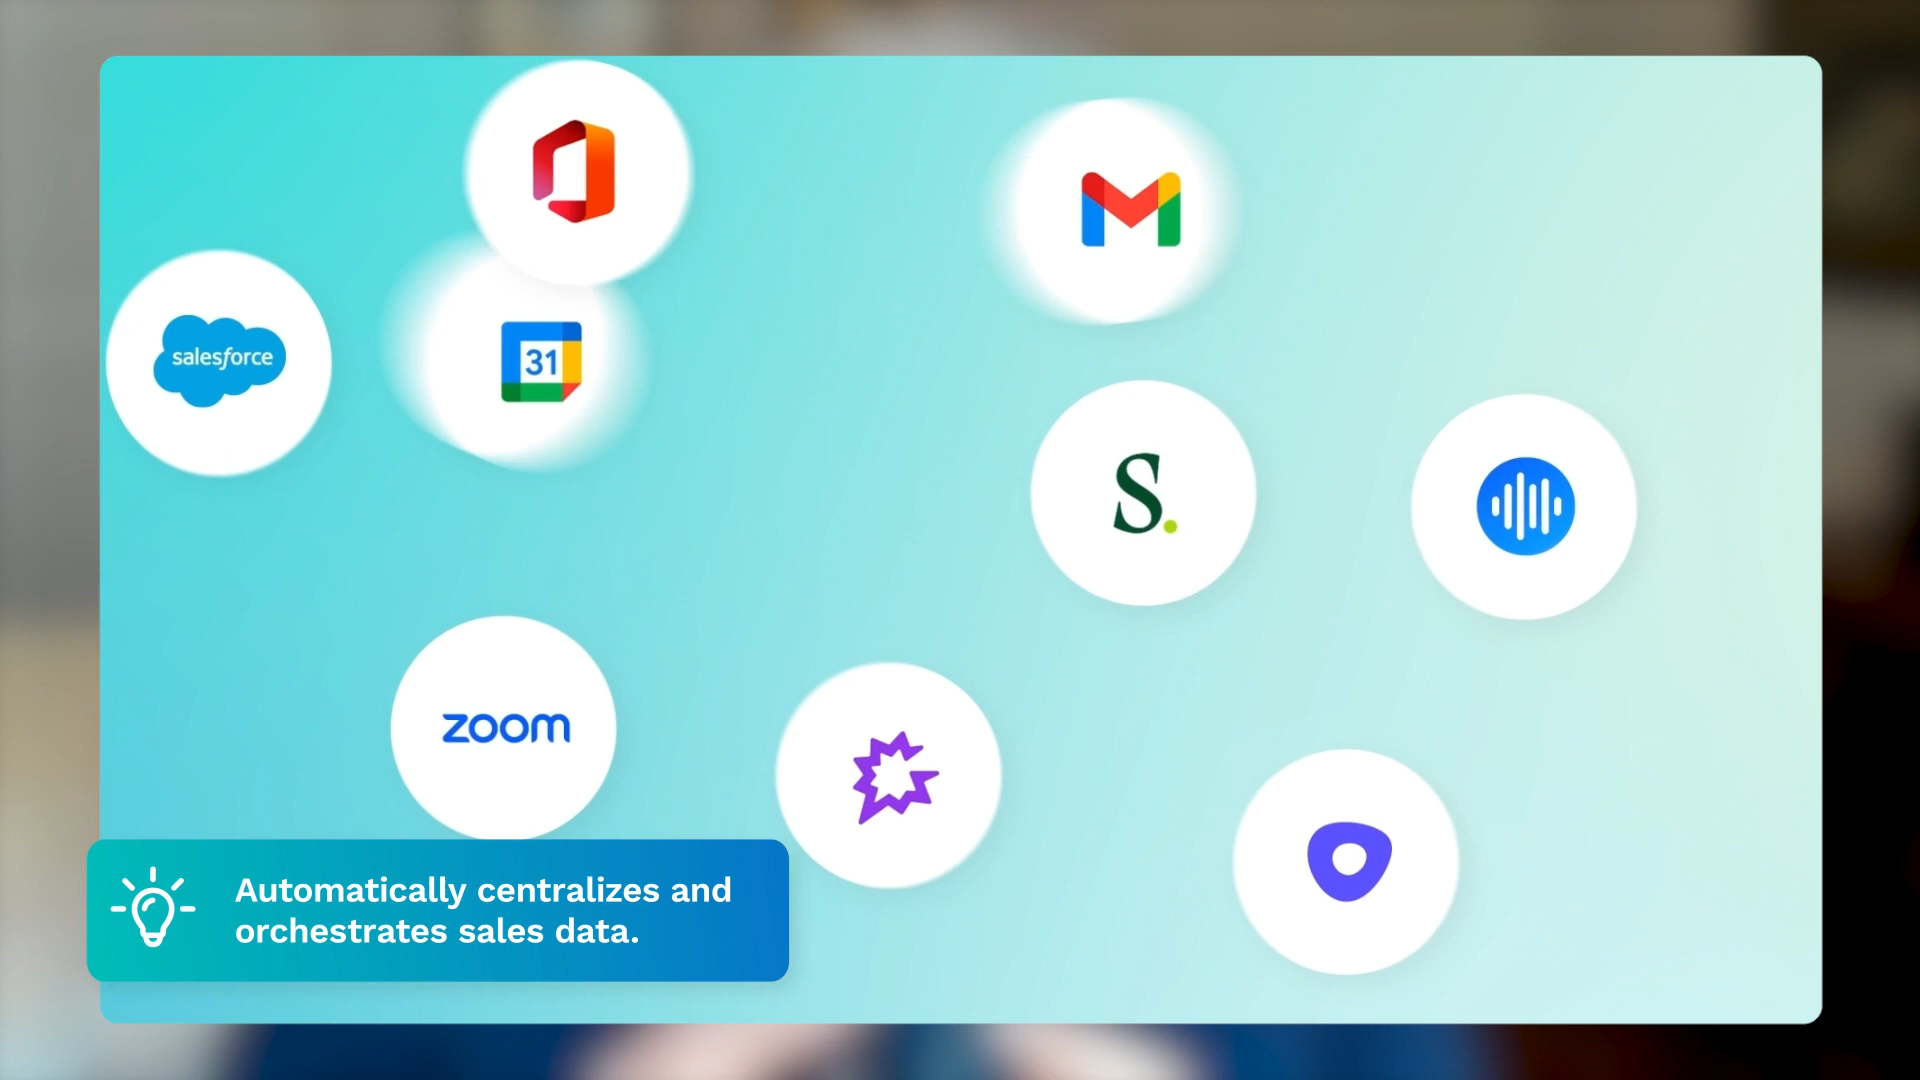 salesforce
31
S.
zoom
Automatically centralizes and
orchestrates sales data.